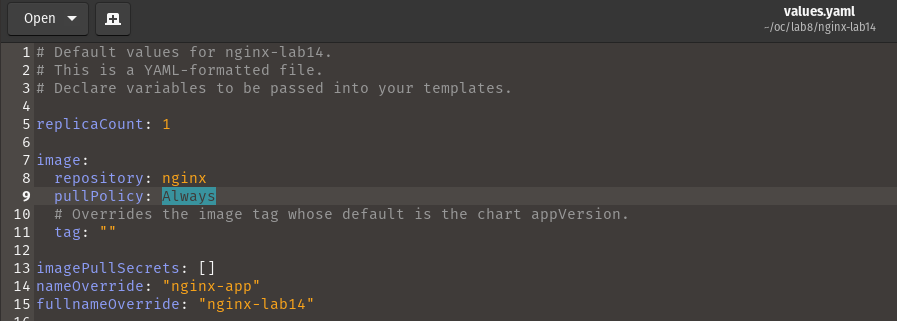 Open
values.yaml
~/oc/lab8/nginx-lab14
1 # Default values for nginx-lab14.
2 # This is a YAML-formatted file.
3 # Declare variables to be passed into your templates.
4
5 replicaCount: 1
6
7 image:
8   repository: nginx
9   pullPolicy: Always
10   # Overrides the image tag whose default is the chart appVersion.
11   tag: ""
12
13 imagePullSecrets: []
14 nameOverride: "nginx-app"
15 fullnameOverride: "nginx-lab14"
16